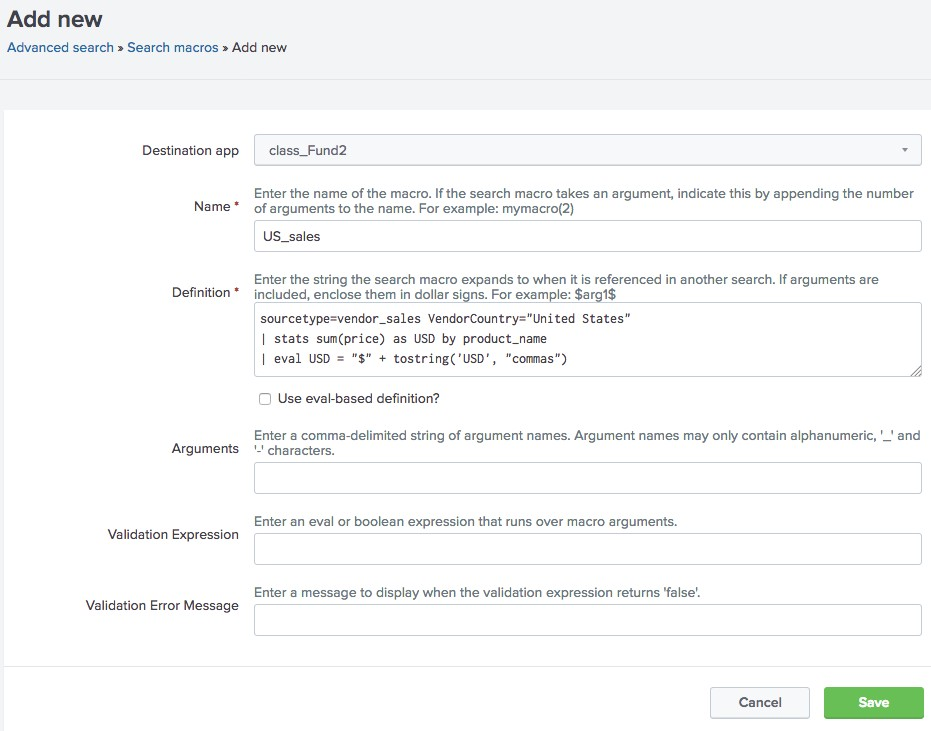 Add new
Advanced search » Search macros » Add new
Destination app
class_Fund2
Name *
Enter the name of the macro. If the search macro takes an argument, indicate this by appending the number
of arguments to the name. For example: mymacro(2)
US_sales
Definition *
Enter the string the search macro expands to when it is referenced in another search. If arguments are
included, enclose them in dollar signs. For example: $arg1$
sourcetype=vendor_sales VendorCountry="United States"
| stats sum(price) as USD by product_name
| eval USD = "$" + tostring('USD', "commas")
Use eval-based definition?
Arguments
Enter a comma-delimited string of argument names. Argument names may only contain alphanumeric, '_' and
'-' characters.
Validation Expression
Enter an eval or boolean expression that runs over macro arguments.
Validation Error Message
Enter a message to display when the validation expression returns 'false'.
Cancel
Save